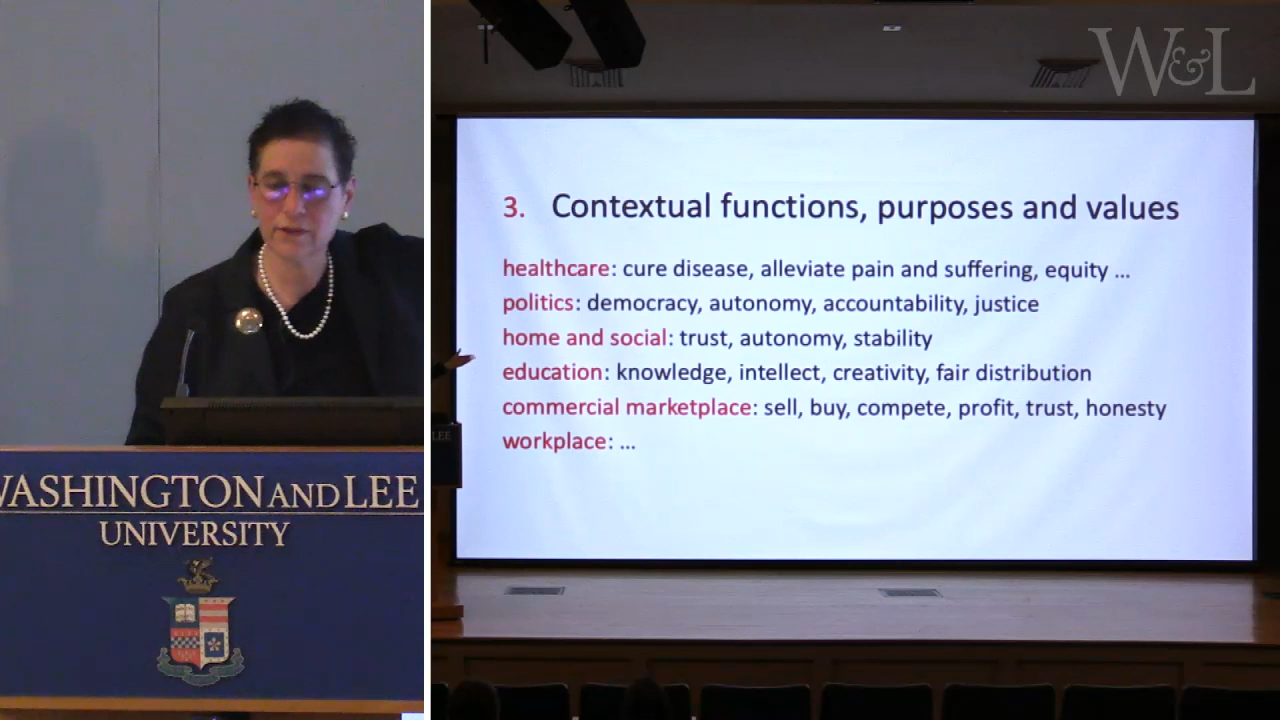 W&L
3. Contextual functions, purposes and values
healthcare: cure disease, alleviate pain and suffering, equity ...
politics: democracy, autonomy, accountability, justice
home and social: trust, autonomy, stability
education: knowledge, intellect, creativity, fair distribution
commercial marketplace: sell, buy, compete, profit, trust, honesty
workplace: ...
LEE
WASHINGTON AND LEE
UNIVERSITY